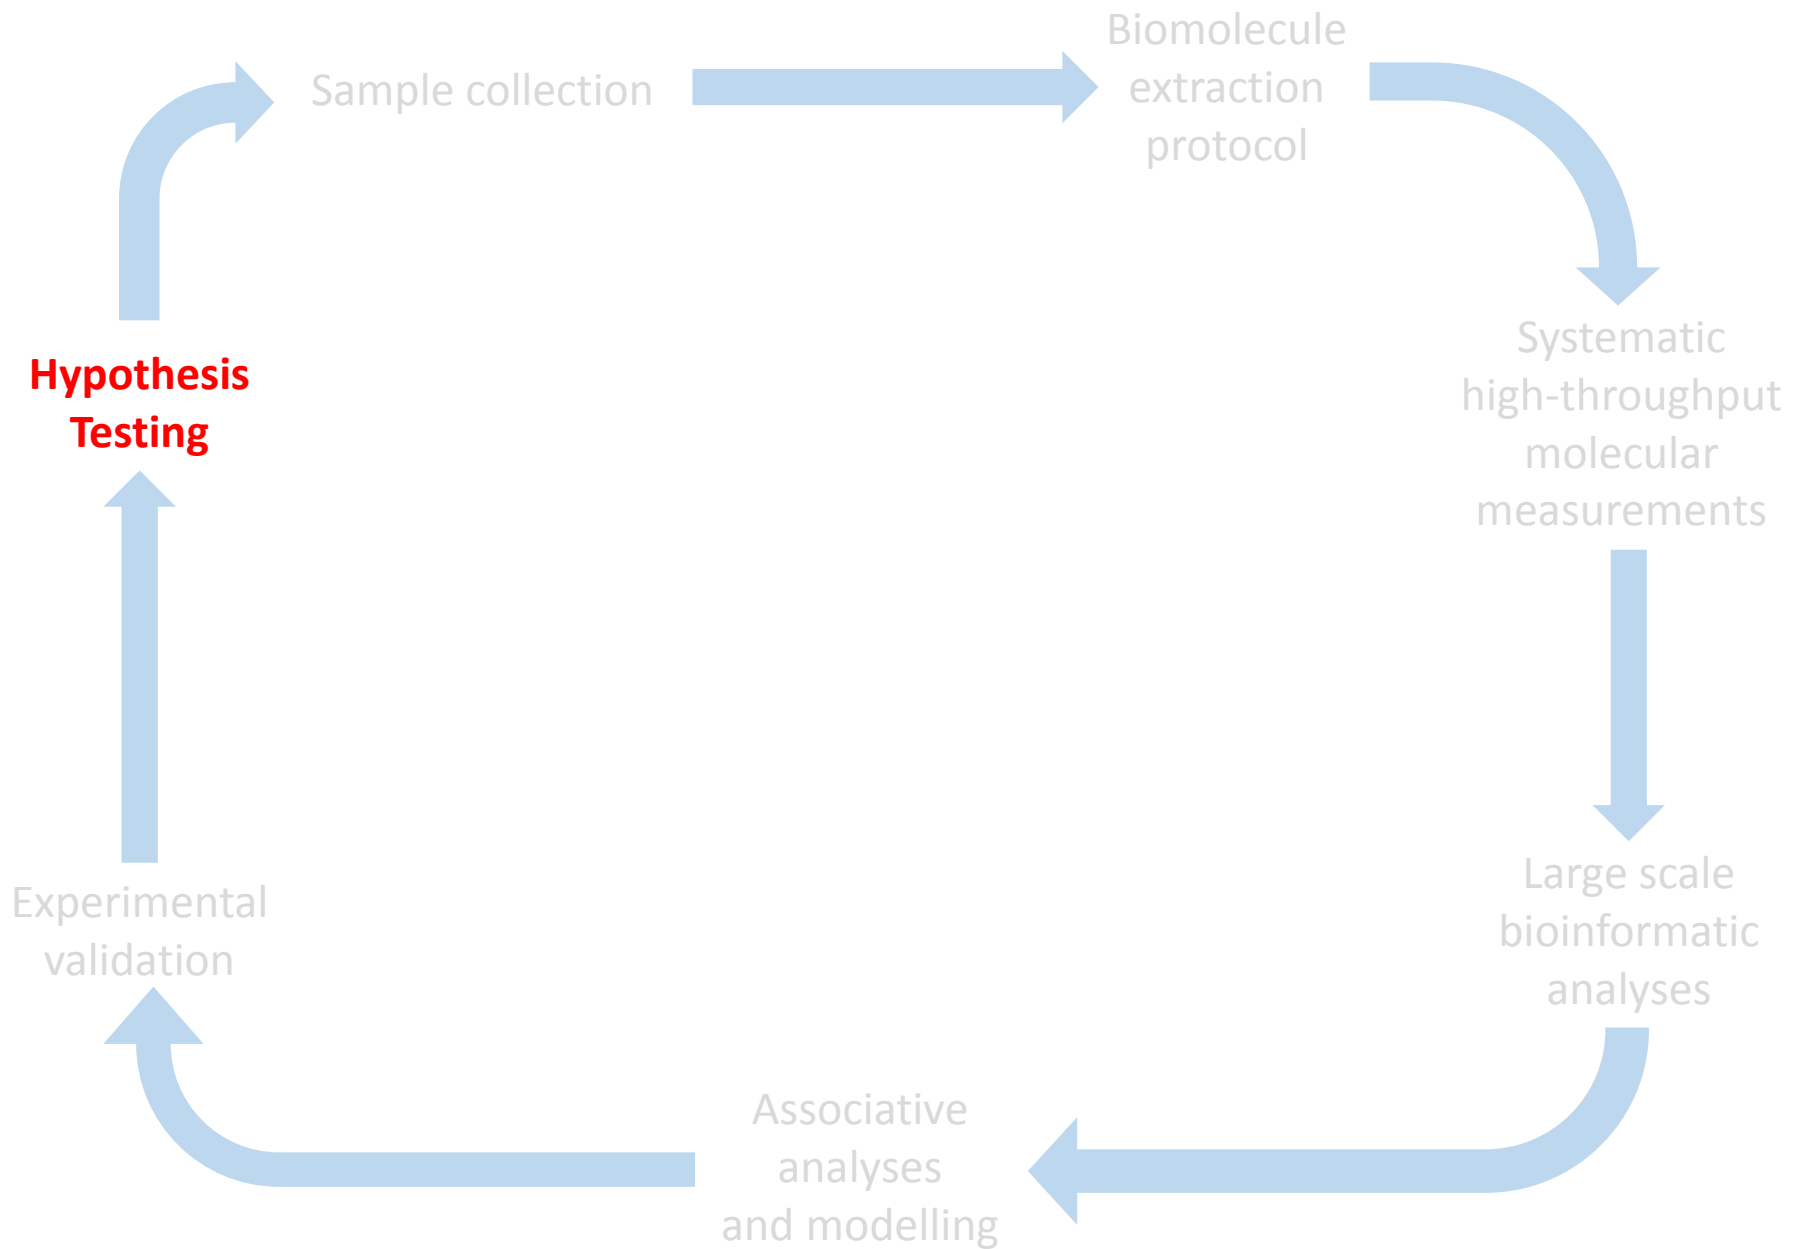 Sample collection
Biomolecule
extraction
protocol
Systematic
high-throughput
molecular
measurements
Large scale
bioinformatic
analyses
Associative
analyses
and modelling
Experimental
validation
Hypothesis
Testing